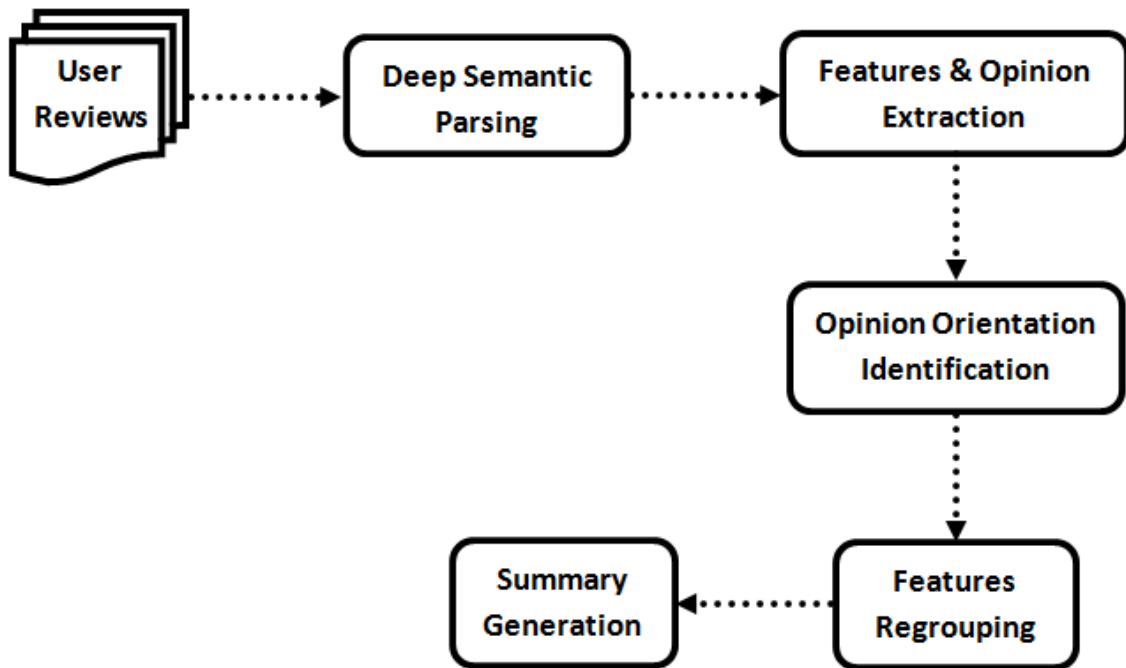 User
Reviews
Deep Semantic
Parsing
Features & Opinion
Extraction
Opinion Orientation
Identification
Features
Regrouping
Summary
Generation